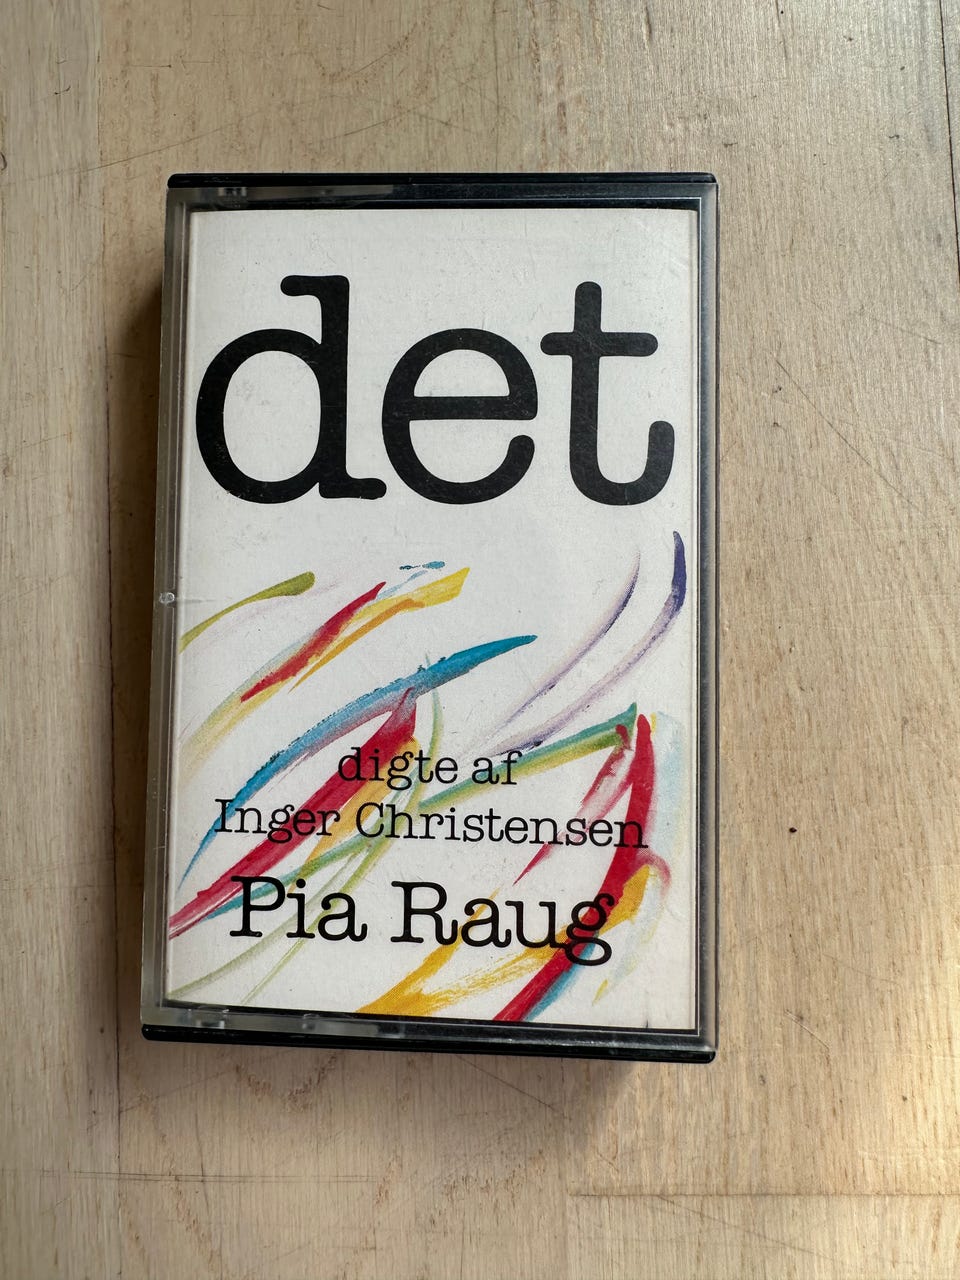 det
digte af
Inger Christensen
Pia Raug